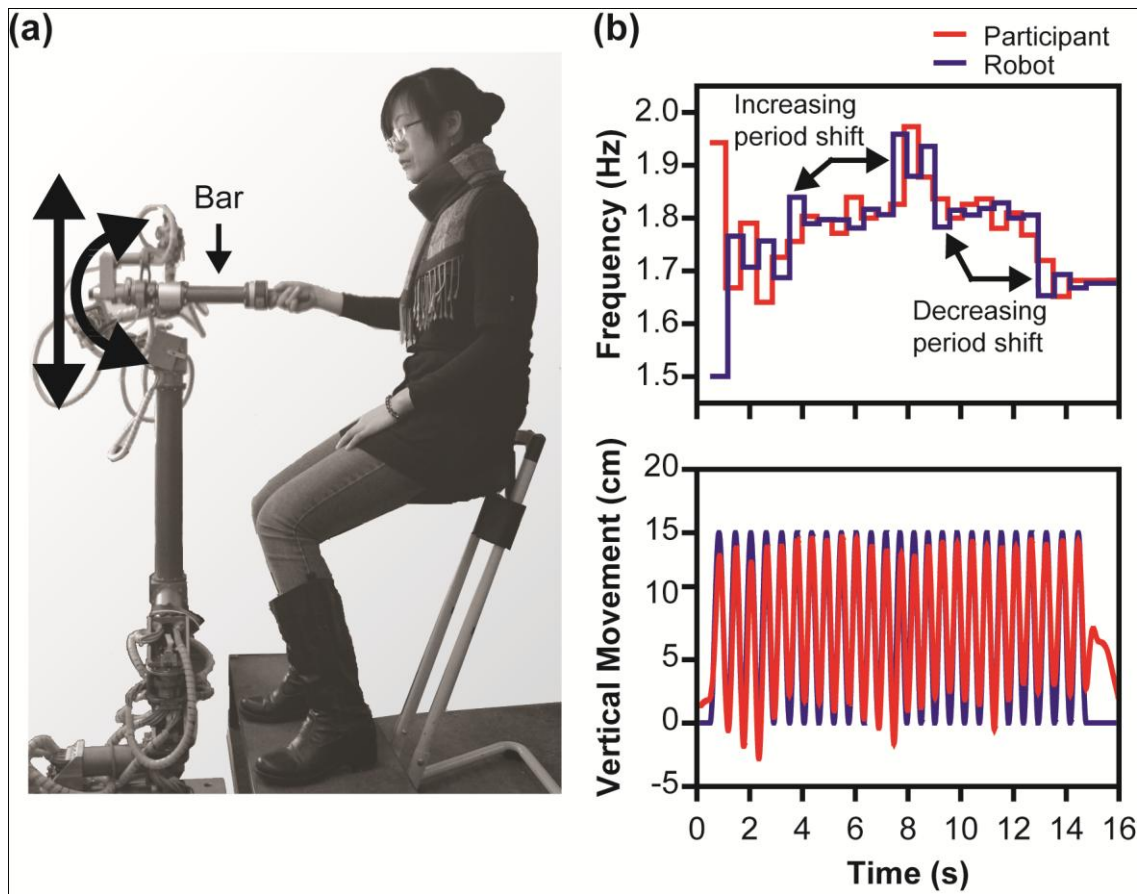 (a)
Bar
(b)
Participant
Robot
Increasing
period shift
Decreasing
period shift
Frequency (Hz)
2.0
1.9
1.8
1.7
1.6
1.5
Vertical Movement (cm)
20
15
10
5
0
-5
0 2 4 6 8 10 12 14 16
Time (s)